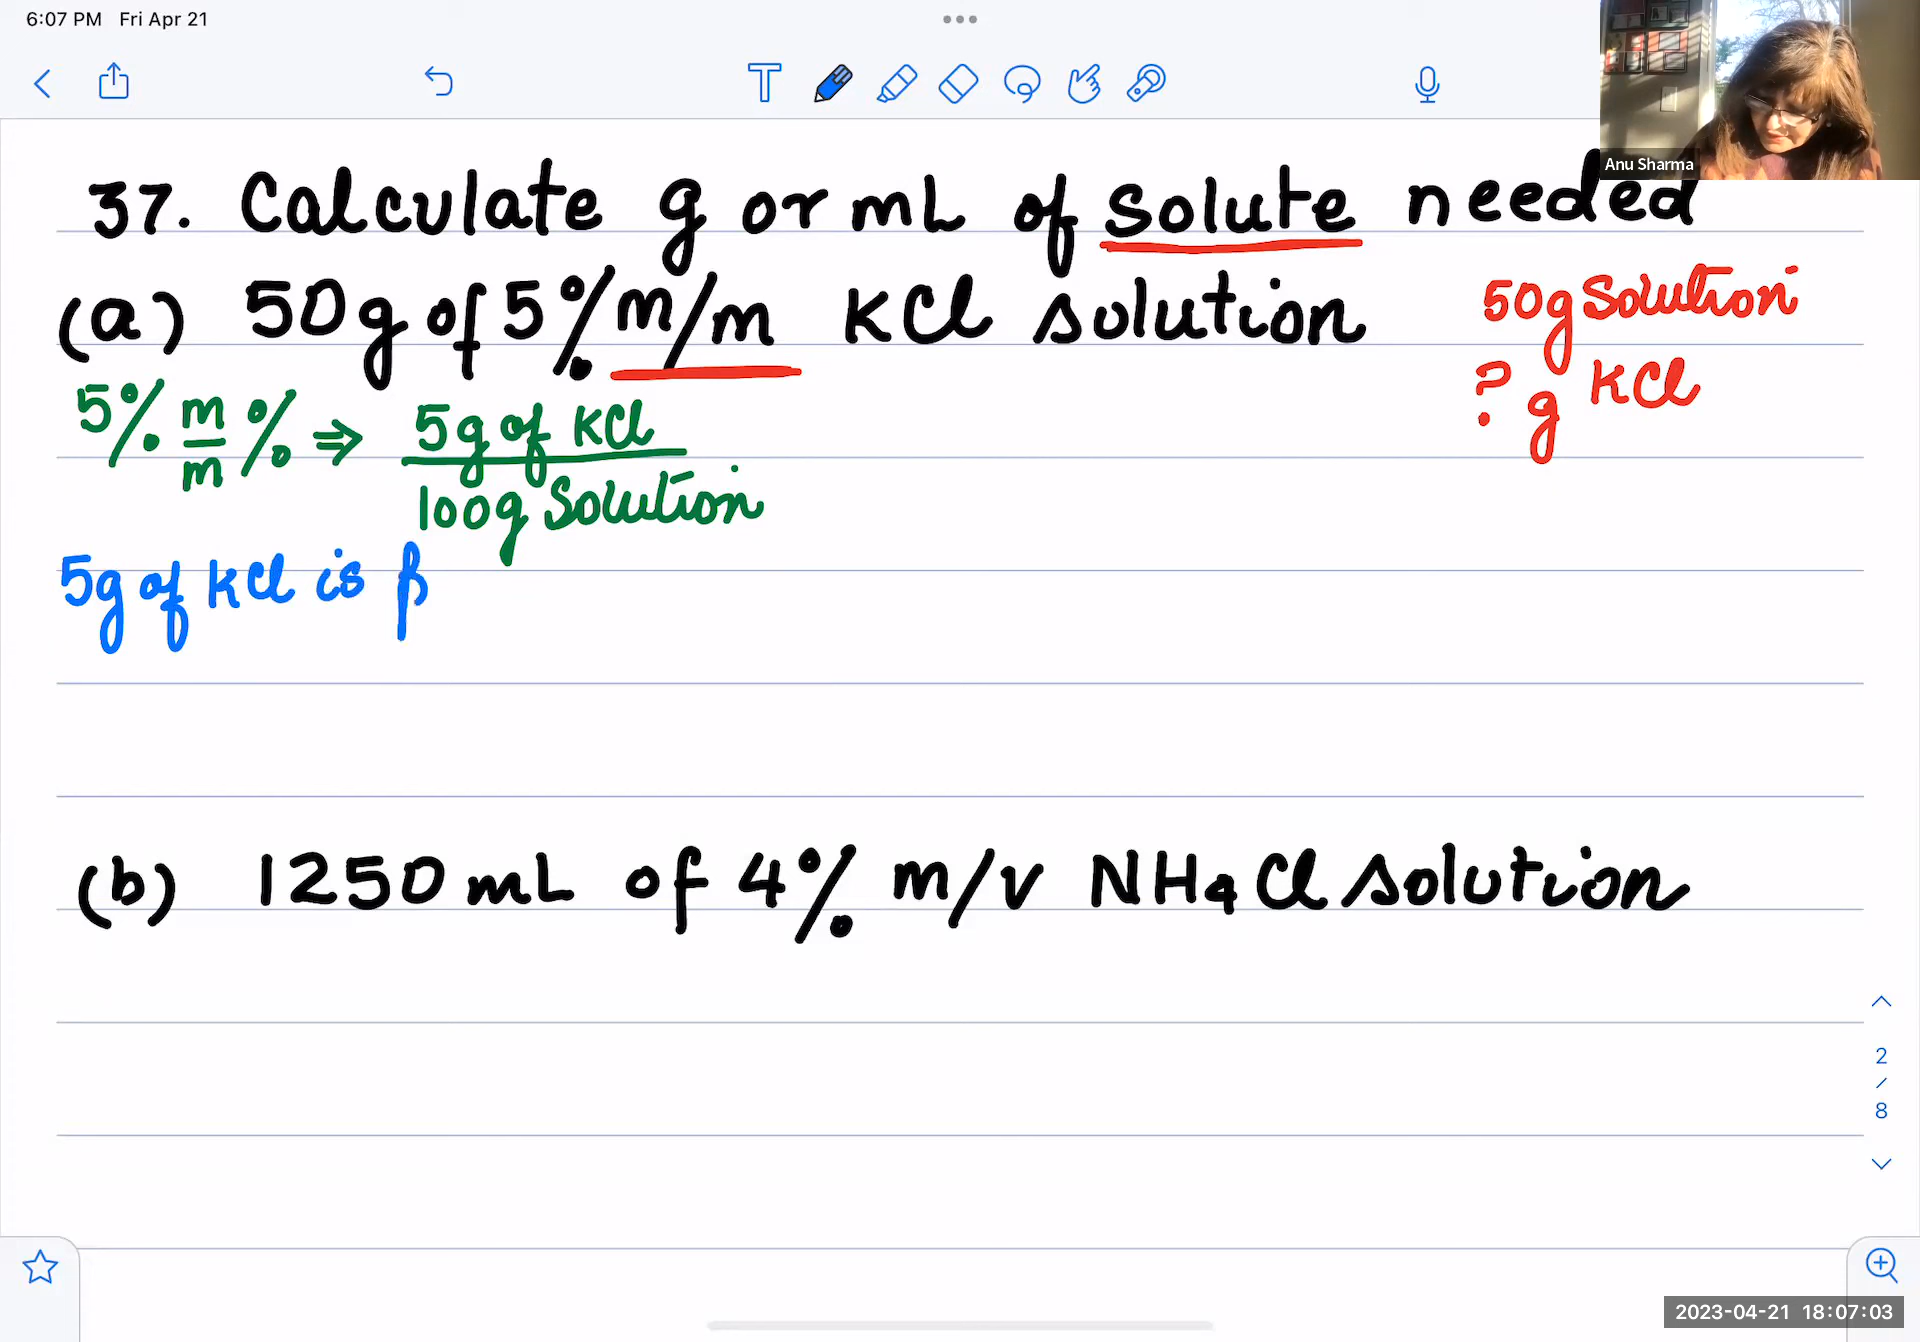 6:07 PM Fri Apr 21
Anu Sharma
37. Calculate g or mL of solute needed
(a) 50g of 5% m/m KCl solution
50g Solution
? g KCl
5% m/m % ⇒ 5g of KCl / 100g Solution
5g of KCl is p
(b) 1250 mL of 4% m/v NH4Cl solution
2
/
8
2023-04-21 18:07:03